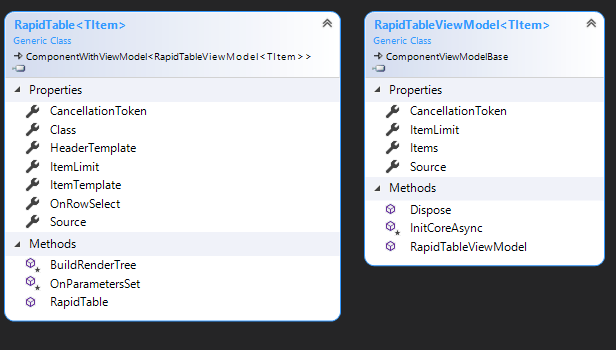 RapidTable<TItem>
Generic Class
ComponentWithViewModel<RapidTableViewModel<TItem>>
Properties
CancellationToken
Class
HeaderTemplate
ItemLimit
ItemTemplate
OnRowSelect
Source
Methods
BuildRenderTree
OnParametersSet
RapidTable
RapidTableViewModel<TItem>
Generic Class
ComponentViewModelBase
Properties
CancellationToken
ItemLimit
Items
Source
Methods
Dispose
InitCoreAsync
RapidTableViewModel